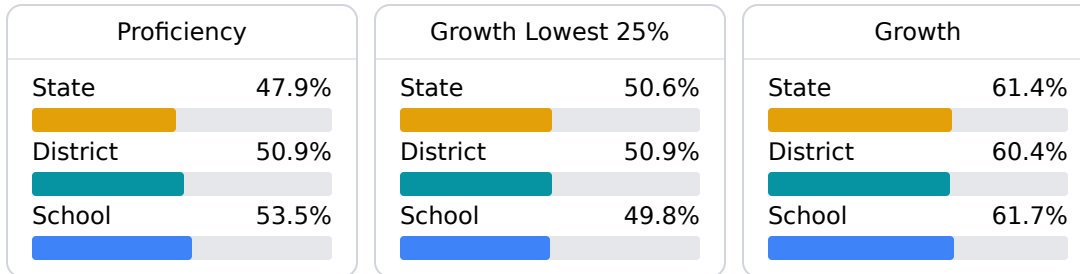 Proficiency
State 47.9%
District 50.9%
School 53.5%
Growth Lowest 25%
State 50.6%
District 50.9%
School 49.8%
Growth
State 61.4%
District 60.4%
School 61.7%